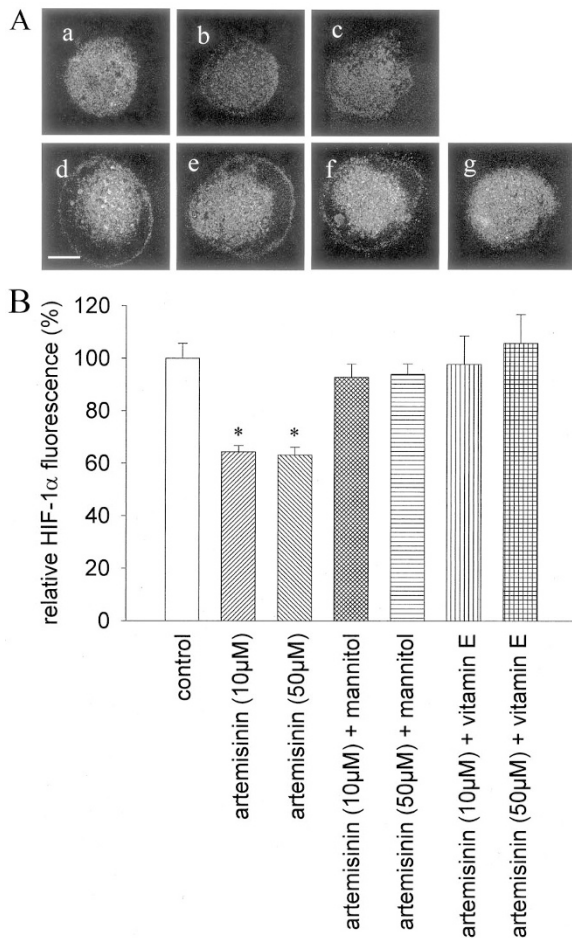 A
a
b
c
d
e
f
g
B
relative HIF-1α fluorescence (%)
120
100
80
60
40
20
0
*
*
control
artemisinin (10µM)
artemisinin (50µM)
artemisinin (10µM) + mannitol
artemisinin (50µM) + mannitol
artemisinin (10µM) + vitamin E
artemisinin (50µM) + vitamin E